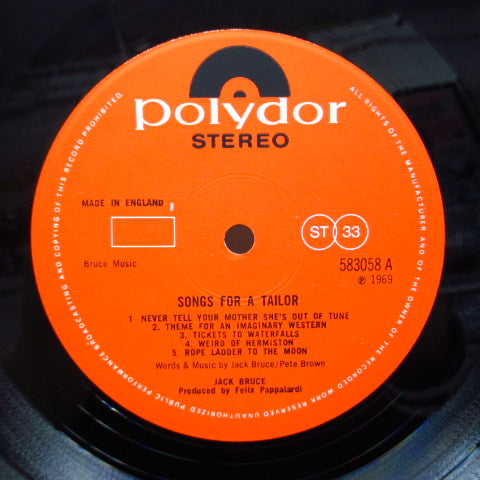 polydor
STEREO
ALL RIGHTS OF THE MANUFACTURER AND OF THE OWNER OF THE RECORDED WORK RESERVED UNAUTHORIZED PUBLIC PERFORMANCE BROADCASTING AND COPYING OF THIS RECORD PROHIBITED.
MADE IN ENGLAND
ST 33
Bruce Music
583058 A
℗ 1969
SONGS FOR A TAILOR
1 NEVER TELL YOUR MOTHER SHE'S OUT OF TUNE
2. THEME FOR AN IMAGINARY WESTERN
3. TICKETS TO WATERFALLS
4. WEIRD OF HERMISTON
5. ROPE LADDER TO THE MOON
Words & Music by Jack Bruce/Pete Brown
JACK BRUCE
Produced by Felix Pappalardi